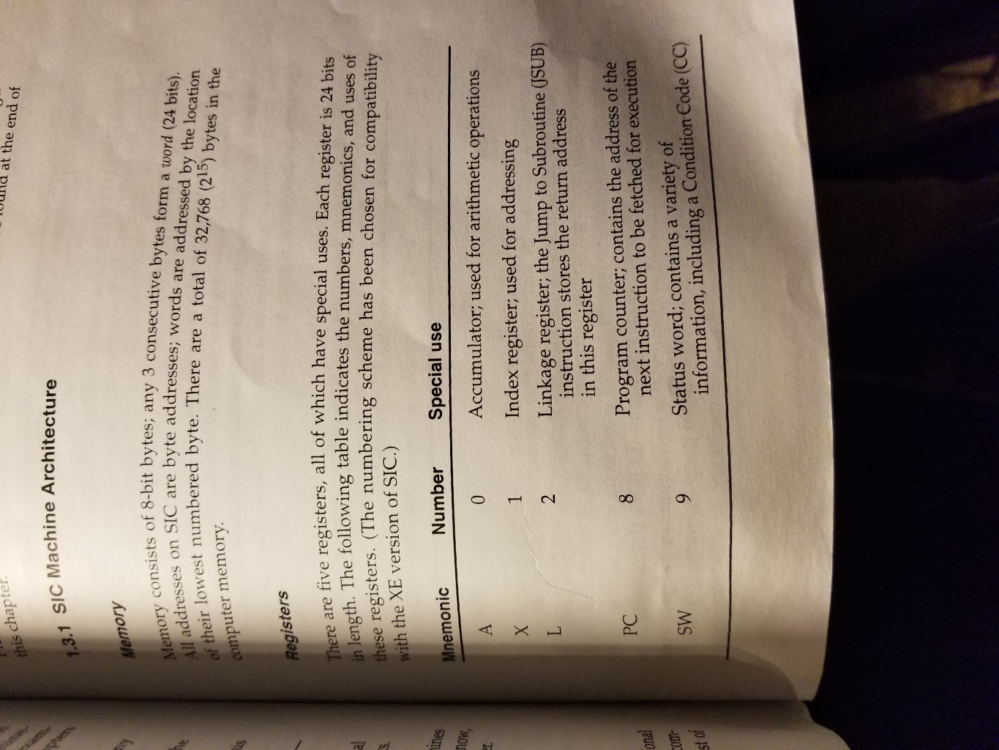 found at the end of
this chapter.
1.3.1 SIC Machine Architecture
Memory
Memory consists of 8-bit bytes; any 3 consecutive bytes form a word (24 bits).
All addresses on SIC are byte addresses; words are addressed by the location
of their lowest numbered byte. There are a total of 32,768 (2¹⁵) bytes in the
computer memory.
Registers
There are five registers, all of which have special uses. Each register is 24 bits
in length. The following table indicates the numbers, mnemonics, and uses of
these registers. (The numbering scheme has been chosen for compatibility
with the XE version of SIC.)
Mnemonic Number Special use
A 0 Accumulator; used for arithmetic operations
X 1 Index register; used for addressing
L 2 Linkage register; the Jump to Subroutine (JSUB)
instruction stores the return address
in this register
PC 8 Program counter; contains the address of the
next instruction to be fetched for execution
SW 9 Status word; contains a variety of
information, including a Condition Code (CC)